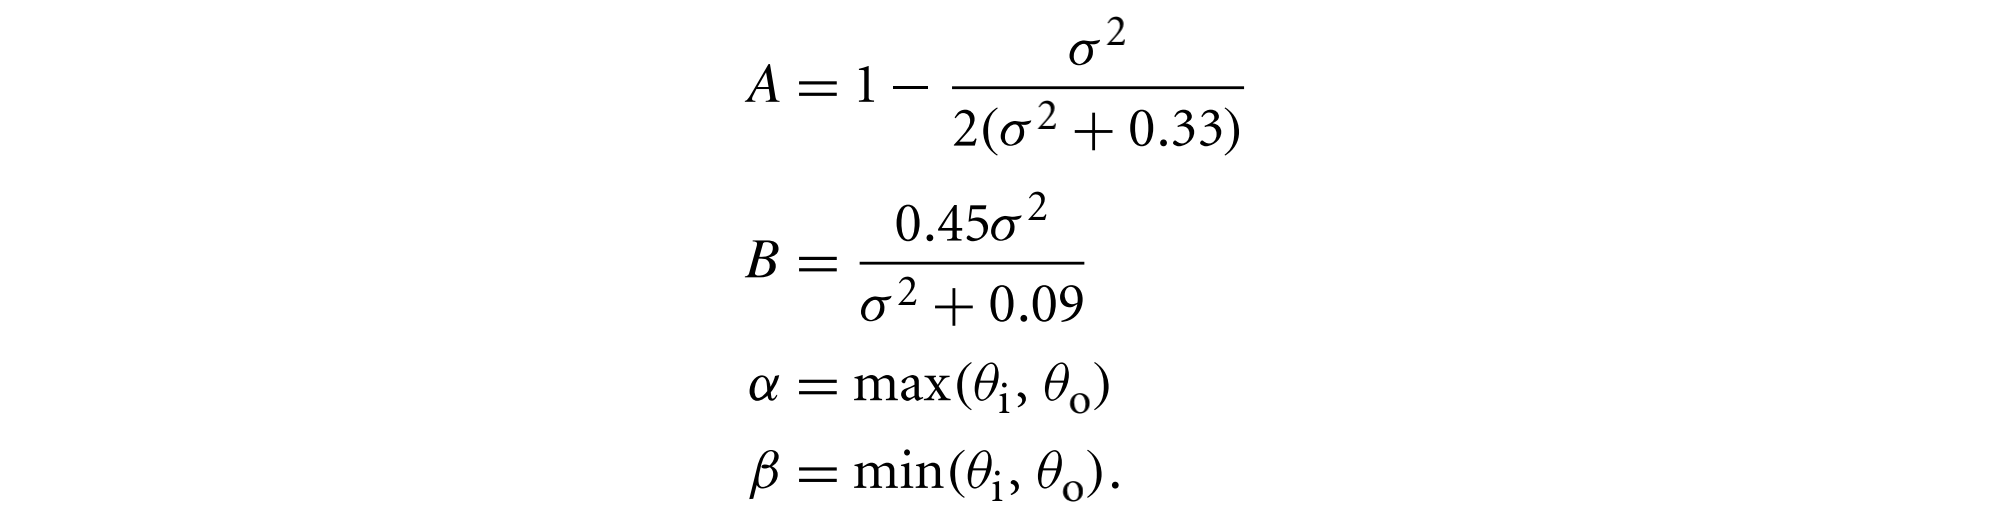 A = 1 − σ² / 2(σ² + 0.33)
B = 0.45σ² / σ² + 0.09
α = max(θᵢ, θₒ)
β = min(θᵢ, θₒ).